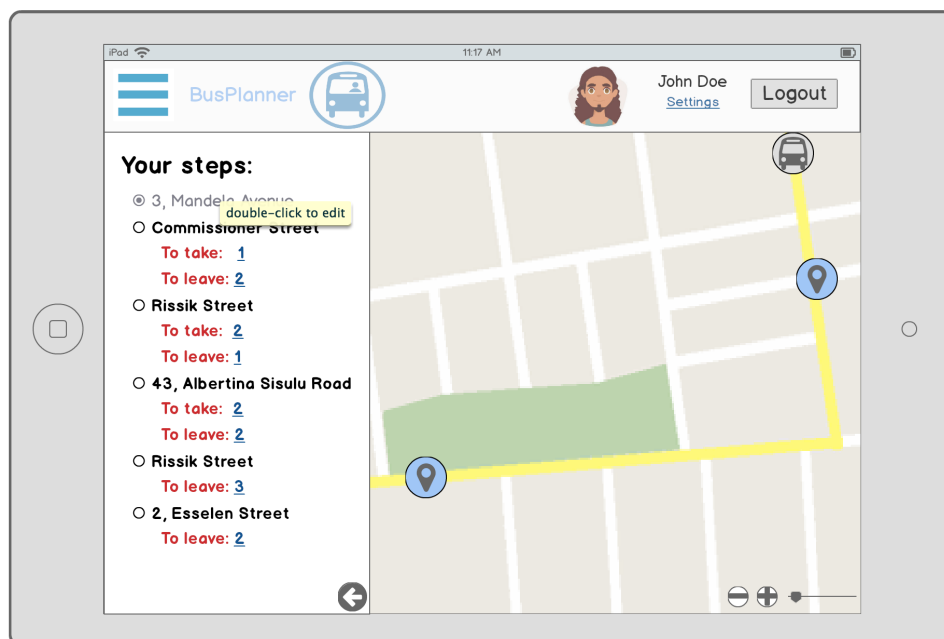 iPad
11:17 AM
BusPlanner
John Doe
Settings
Logout
Your steps:
3, Mandela Avenue
double-click to edit
Commissioner Street
To take: 1
To leave: 2
Rissik Street
To take: 2
To leave: 1
43, Albertina Sisulu Road
To take: 2
To leave: 2
Rissik Street
To leave: 3
2, Esselen Street
To leave: 2